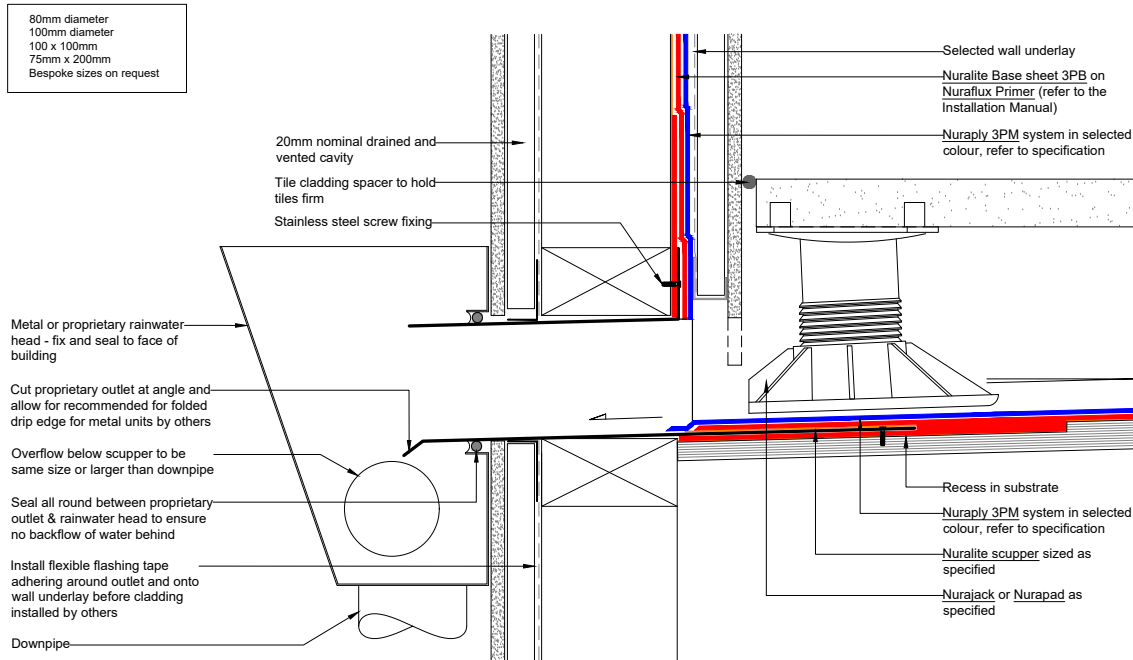 80mm diameter
100mm diameter
100 x 100mm
75mm x 200mm
Bespoke sizes on request
20mm nominal drained and
vented cavity
Tile cladding spacer to hold
tiles firm
Stainless steel screw fixing
Metal or proprietary rainwater
head - fix and seal to face of
building
Cut proprietary outlet at angle and
allow for recommended for folded
drip edge for metal units by others
Overflow below scupper to be
same size or larger than downpipe
Seal all round between proprietary
outlet & rainwater head to ensure
no backflow of water behind
Install flexible flashing tape
adhering around outlet and onto
wall underlay before cladding
installed by others
Downpipe
Selected wall underlay
Nuralite Base sheet 3PB on
Nuraflux Primer (refer to the
Installation Manual)
Nuraply 3PM system in selected
colour, refer to specification
Recess in substrate
Nuraply 3PM system in selected
colour, refer to specification
Nuralite scupper sized as
specified
Nurajack or Nurapad as
specified